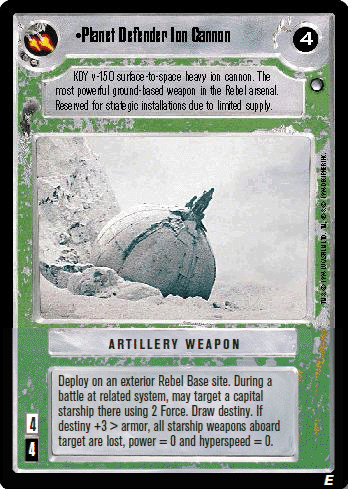 •Planet Defender Ion Cannon
4
KDY v-150 surface-to-space heavy ion cannon. The
most powerful ground-based weapon in the Rebel arsenal.
Reserved for strategic installations due to limited supply.
ARTILLERY WEAPON
Deploy on an exterior Rebel Base site. During a
battle at related system, may target a capital
starship there using 2 Force. Draw destiny. If
destiny +3 > armor, all starship weapons aboard
target are lost, power = 0 and hyperspeed = 0.
4
4
E